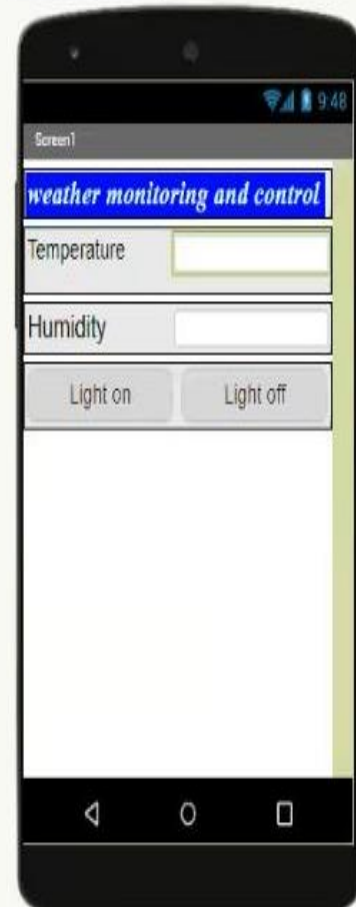 9:48
Screen1
weather monitoring and control
Temperature
Humidity
Light on Light off